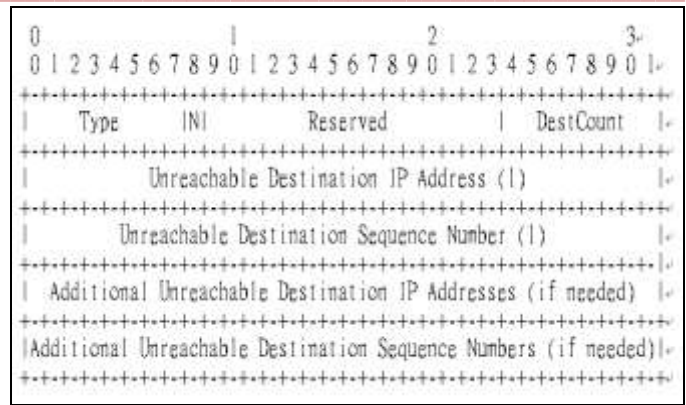 0 1 2 3
0 1 2 3 4 5 6 7 8 9 0 1 2 3 4 5 6 7 8 9 0 1 2 3 4 5 6 7 8 9 0 1
+-+-+-+-+-+-+-+-+-+-+-+-+-+-+-+-+-+-+-+-+-+-+-+-+-+-+-+-+-+-+-+-+
| Type |N| Reserved | DestCount |
+-+-+-+-+-+-+-+-+-+-+-+-+-+-+-+-+-+-+-+-+-+-+-+-+-+-+-+-+-+-+-+-+
| Unreachable Destination IP Address (1) |
+-+-+-+-+-+-+-+-+-+-+-+-+-+-+-+-+-+-+-+-+-+-+-+-+-+-+-+-+-+-+-+-+
| Unreachable Destination Sequence Number (1) |
+-+-+-+-+-+-+-+-+-+-+-+-+-+-+-+-+-+-+-+-+-+-+-+-+-+-+-+-+-+-+-+-|
| Additional Unreachable Destination IP Addresses (if needed) |
+-+-+-+-+-+-+-+-+-+-+-+-+-+-+-+-+-+-+-+-+-+-+-+-+-+-+-+-+-+-+-+-+
|Additional Unreachable Destination Sequence Numbers (if needed)|
+-+-+-+-+-+-+-+-+-+-+-+-+-+-+-+-+-+-+-+-+-+-+-+-+-+-+-+-+-+-+-+-+